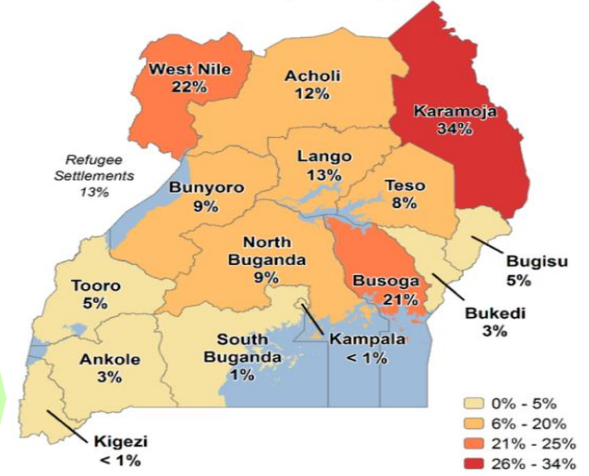 West Nile
22%
Acholi
12%
Karamoja
34%
Refugee
Settlements
13%
Lango
13%
Teso
8%
Bunyoro
9%
North
Buganda
9%
Busoga
21%
Bugisu
5%
Bukedi
3%
Tooro
5%
Ankole
3%
South
Buganda
1%
Kampala
< 1%
Kigezi
< 1%
0% - 5%
6% - 20%
21% - 25%
26% - 34%